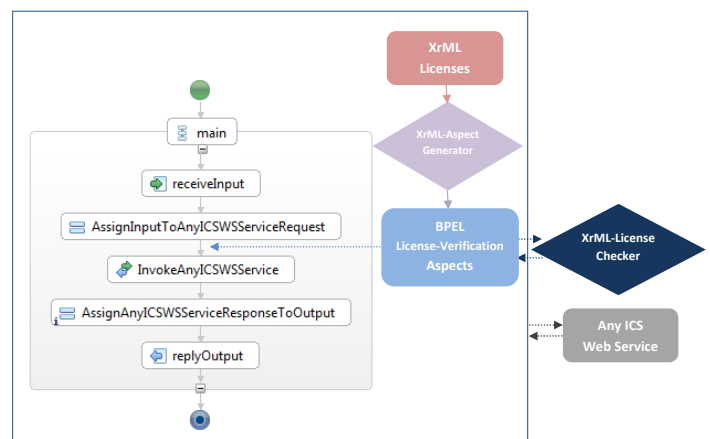 XrML
Licenses
main
XrML-Aspect
Generator
receiveInput
AssignInputToAnyICSWSServiceRequest
BPEL
License-Verification
Aspects
XrML-License
Checker
InvokeAnyICSWSService
AssignAnyICSWSServiceResponseToOutput
i
Any ICS
Web Service
replyOutput